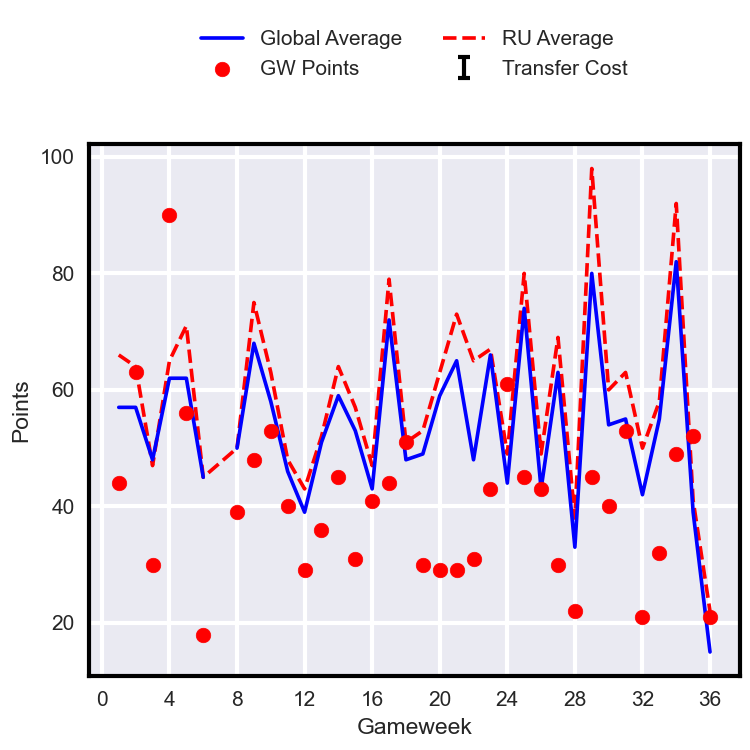 Global Average
RU Average
GW Points
Transfer Cost
100
80
60
40
20
Points
0 4 8 12 16 20 24 28 32 36
Gameweek